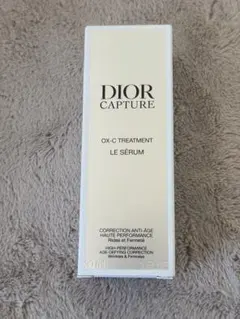 DIOR
CAPTURE
OX-C TREATMENT
LE SÉRUM
CORRECTION ANTI-ÂGE
HAUTE PERFORMANCE
Rides et Fermeté
HIGH-PERFORMANCE
AGE-DEFYING CORRECTION
Wrinkles & Firmness